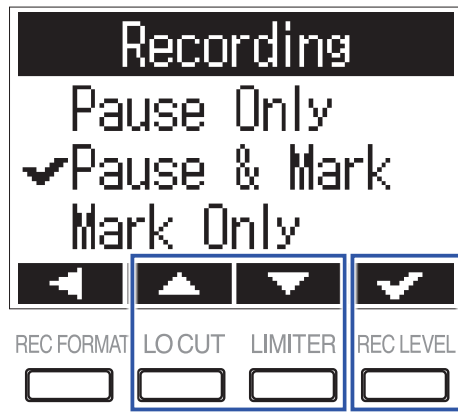 Recording
Pause Only
Pause & Mark
Mark Only
REC FORMAT LO CUT LIMITER REC LEVEL